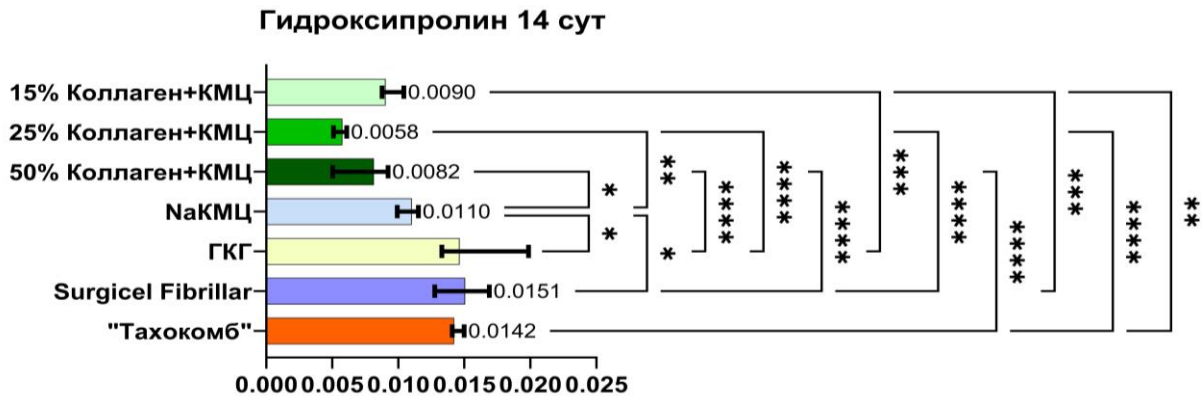 Гидроксипролин 14 сут
15% Коллаген+КМЦ 0.0090
25% Коллаген+КМЦ 0.0058
50% Коллаген+КМЦ 0.0082
NaКМЦ 0.0110
ГКГ
Surgicel Fibrillar 0.0151
"Тахокомб" 0.0142
0.000 0.005 0.010 0.015 0.020 0.025
*
*
**
*
****
****
****
***
****
****
***
****
**